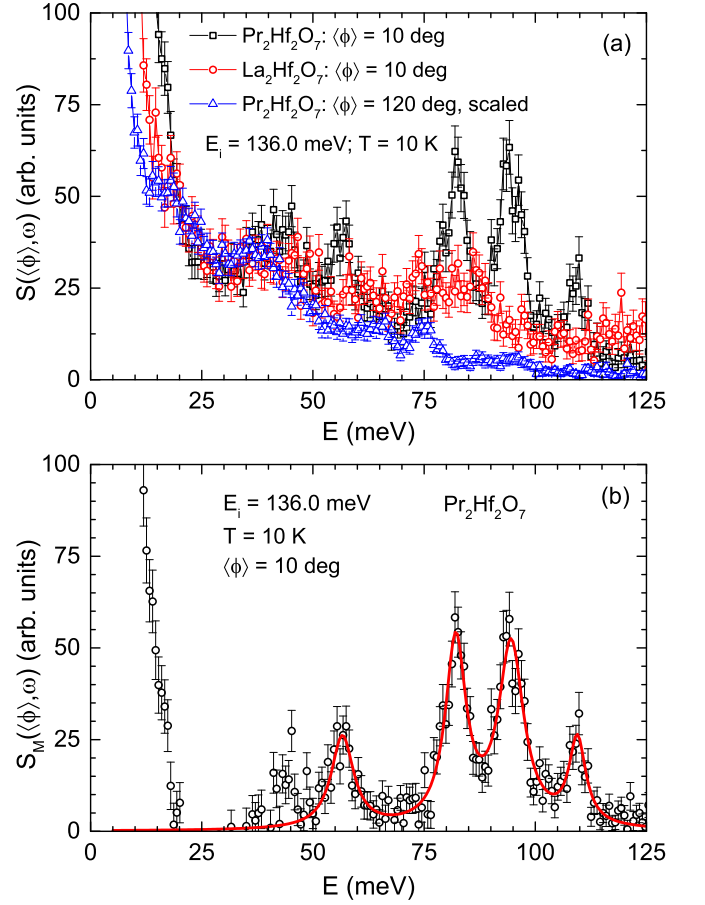 100
75
50
25
0
S(⟨ϕ⟩,ω) (arb. units)
Pr₂Hf₂O₇: ⟨ϕ⟩ = 10 deg
La₂Hf₂O₇: ⟨ϕ⟩ = 10 deg
Pr₂Hf₂O₇: ⟨ϕ⟩ = 120 deg, scaled
(a)
Eᵢ = 136.0 meV; T = 10 K
0 25 50 75 100 125
E (meV)
100
75
50
25
0
S_M(⟨ϕ⟩,ω) (arb. units)
Eᵢ = 136.0 meV
Pr₂Hf₂O₇
(b)
T = 10 K
⟨ϕ⟩ = 10 deg
0 25 50 75 100 125
E (meV)